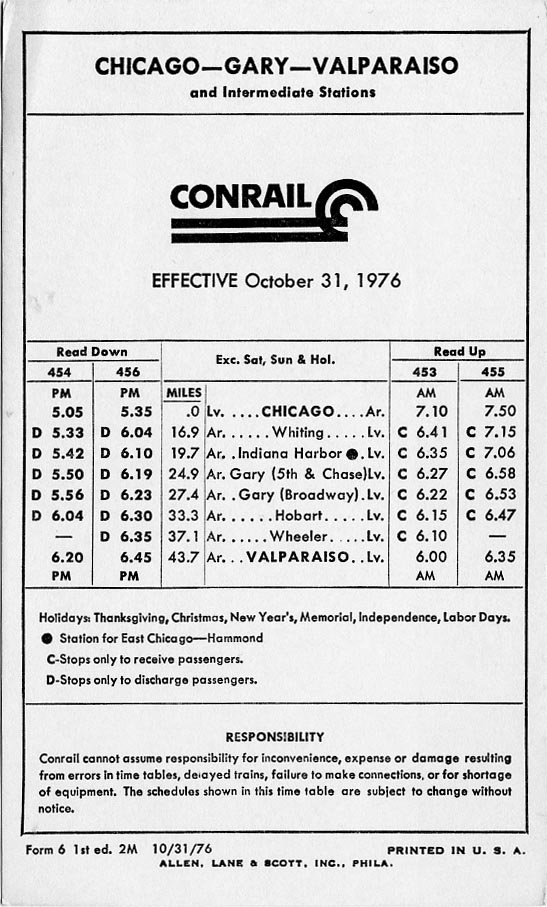 CHICAGO—GARY—VALPARAISO
and Intermediate Stations
CONRAIL
EFFECTIVE October 31, 1976
Read Down Exc. Sat, Sun & Hol. Read Up
454 456 453 455
PM PM MILES AM AM
5.05 5.35 .0 Lv. ....CHICAGO....Ar. 7.10 7.50
D 5.33 D 6.04 16.9 Ar. ......Whiting.....Lv. C 6.41 C 7.15
D 5.42 D 6.10 19.7 Ar. .Indiana Harbor ●.Lv. C 6.35 C 7.06
D 5.50 D 6.19 24.9 Ar. Gary (5th & Chase)Lv. C 6.27 C 6.58
D 5.56 D 6.23 27.4 Ar. .Gary (Broadway).Lv. C 6.22 C 6.53
D 6.04 D 6.30 33.3 Ar. ......Hobart.....Lv. C 6.15 C 6.47
— D 6.35 37.1 Ar. ......Wheeler.....Lv. C 6.10 —
6.20 6.45 43.7 Ar. ..VALPARAISO..Lv. 6.00 6.35
PM PM AM AM
Holidays: Thanksgiving, Christmas, New Year's, Memorial, Independence, Labor Days.
● Station for East Chicago—Hammond
C-Stops only to receive passengers.
D-Stops only to discharge passengers.
RESPONSIBILITY
Conrail cannot assume responsibility for inconvenience, expense or damage resulting
from errors in time tables, delayed trains, failure to make connections, or for shortage
of equipment. The schedules shown in this time table are subject to change without
notice.
Form 6 1st ed. 2M 10/31/76 PRINTED IN U. S. A.
ALLEN, LANE & SCOTT, INC., PHILA.